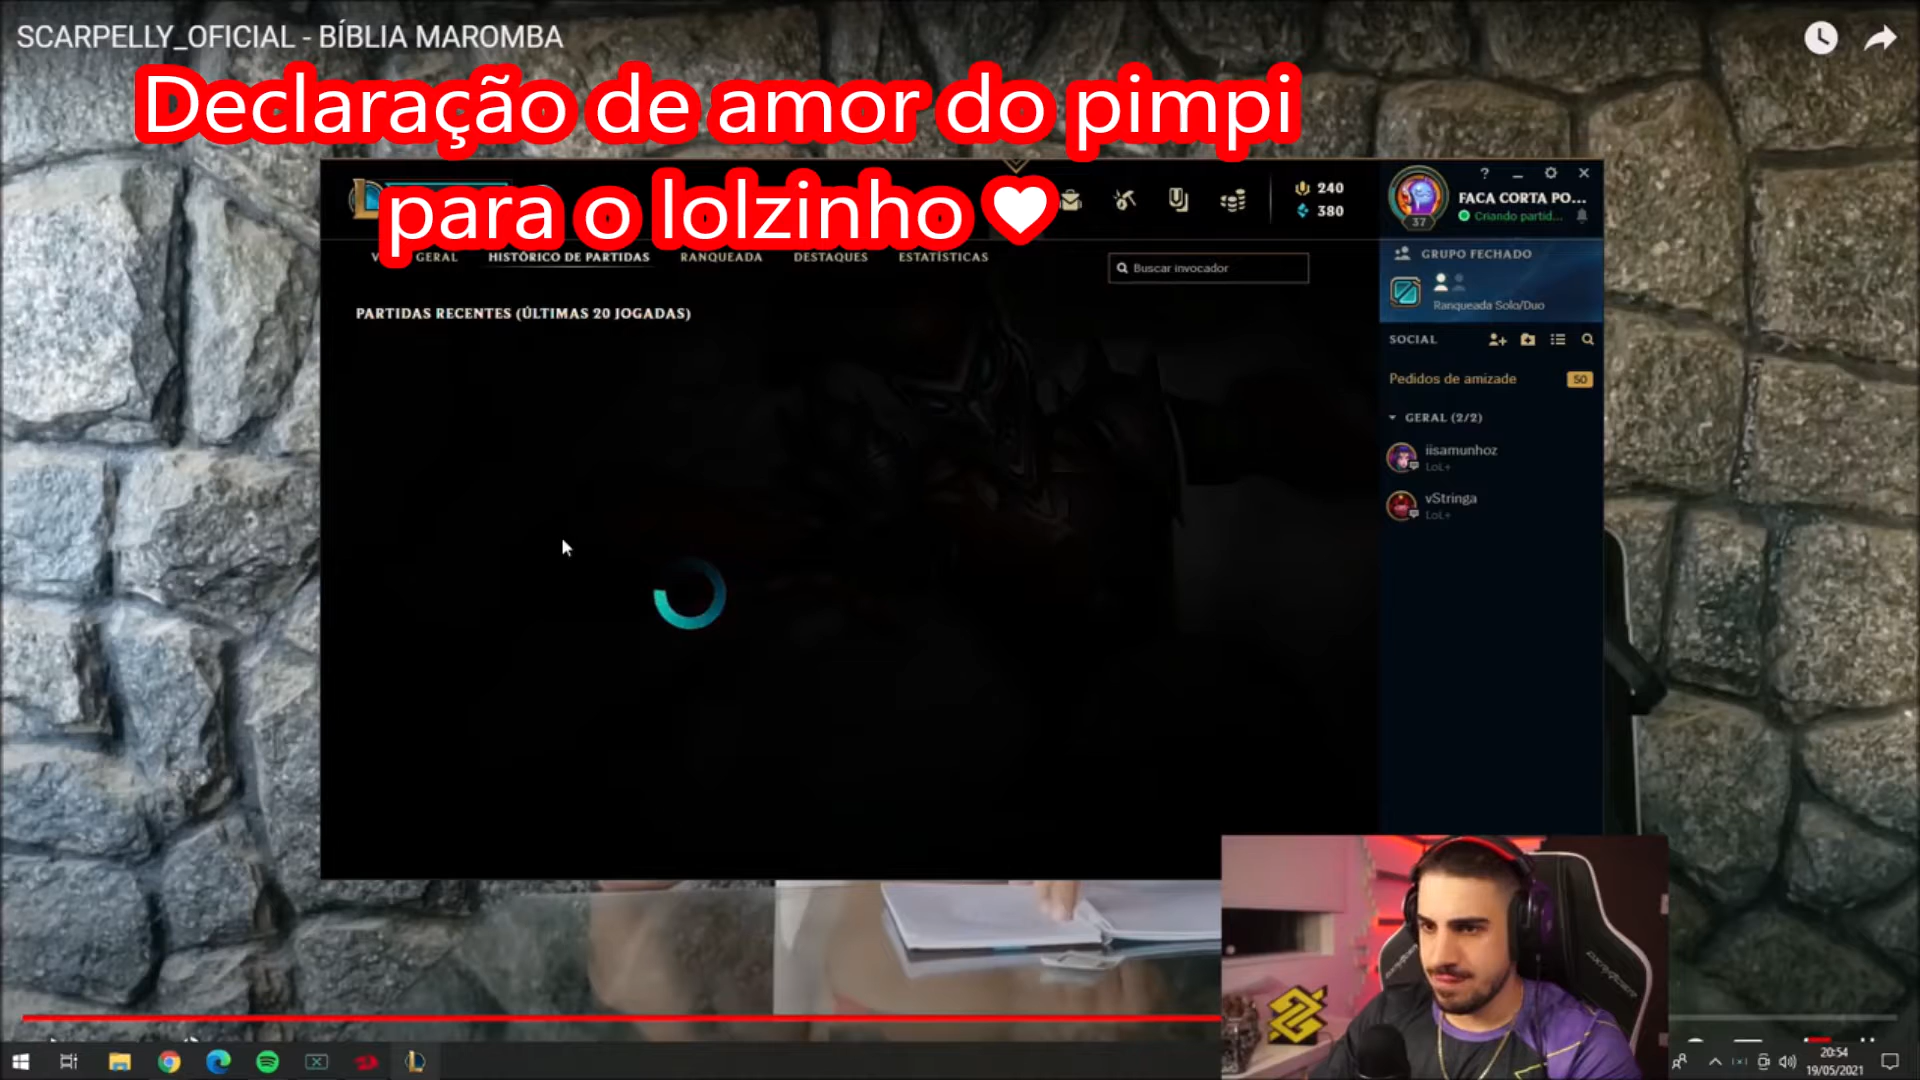 SCARPELLY_OFICIAL - BÍBLIA MAROMBA
Declaração de amor do pimpi
para o lolzinho
240
380
37
FACA CORTA PO...
Criando partid...
GERAL
HISTÓRICO DE PARTIDAS
RANQUEADA
DESTAQUES
ESTATÍSTICAS
Buscar invocador
GRUPO FECHADO
Ranqueada Solo/Duo
PARTIDAS RECENTES (ÚLTIMAS 20 JOGADAS)
SOCIAL
Pedidos de amizade
50
GERAL (2/2)
iisamunhoz
LoL+
vStringa
LoL+
20:54
19/05/2021